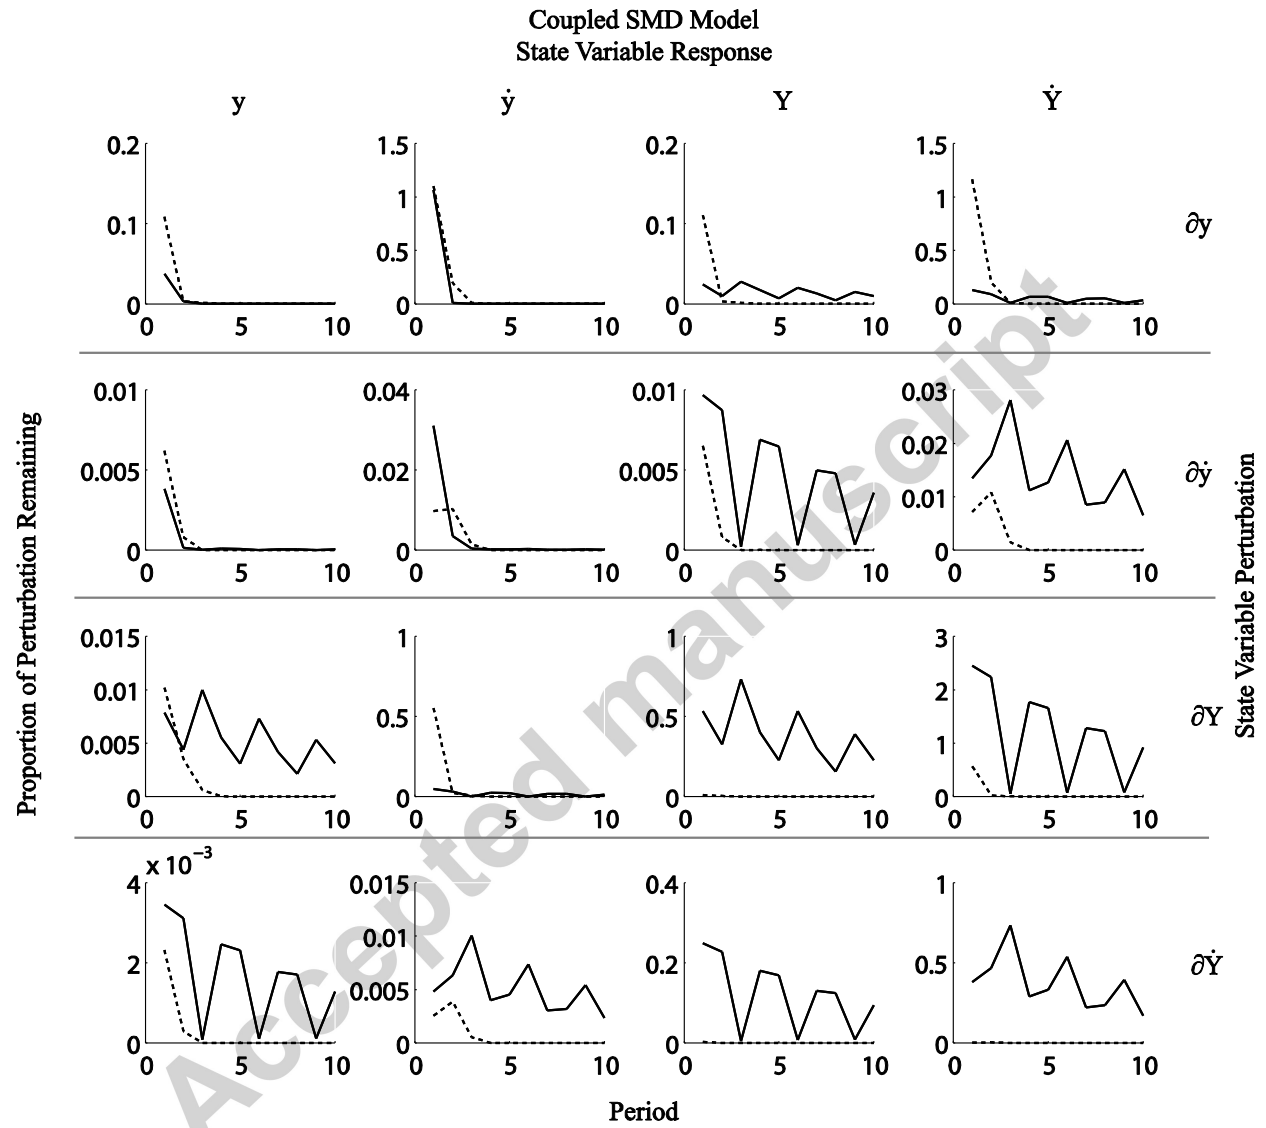 Coupled SMD Model
State Variable Response
y ẏ Y Ẏ
0.2 1.5 0.2 1.5
1 1
0.1 0.1 ∂y
0.5 0.5
0 0 0 0
0 5 10 0 5 10 0 5 10 0 5 10
0.01 0.04 0.01 0.03
0.02
0.005 0.02 0.005 ∂ẏ
0.01
0 0 0 0
0 5 10 0 5 10 0 5 10 0 5 10
0.015 1 1 3
0.01 2
0.5 0.5 ∂Y
0.005 1
0 0 0 0
0 5 10 0 5 10 0 5 10 0 5 10
x 10⁻³
4 0.015 0.4 1
0.01
2 0.2 0.5 ∂Ẏ
0.005
0 0 0 0
0 5 10 0 5 10 0 5 10 0 5 10
Period
Proportion of Perturbation Remaining
State Variable Perturbation
Accepted manuscript